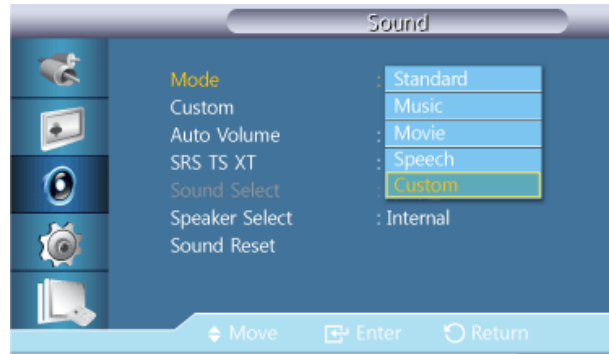 Sound
Mode : Standard
Custom Music
Auto Volume : Movie
SRS TS XT : Speech
Sound Select : Custom
Speaker Select : Internal
Sound Reset
Move Enter Return